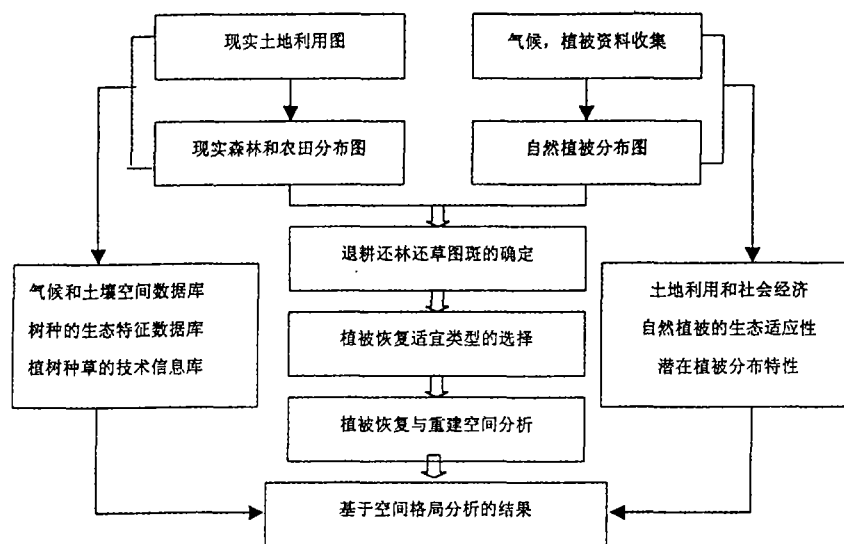 现实土地利用图
气候，植被资料收集
现实森林和农田分布图
自然植被分布图
退耕还林还草图斑的确定
气候和土壤空间数据库
树种的生态特征数据库
植树种草的技术信息库
植被恢复适宜类型的选择
土地利用和社会经济
自然植被的生态适应性
潜在植被分布特性
植被恢复与重建空间分析
基于空间格局分析的结果